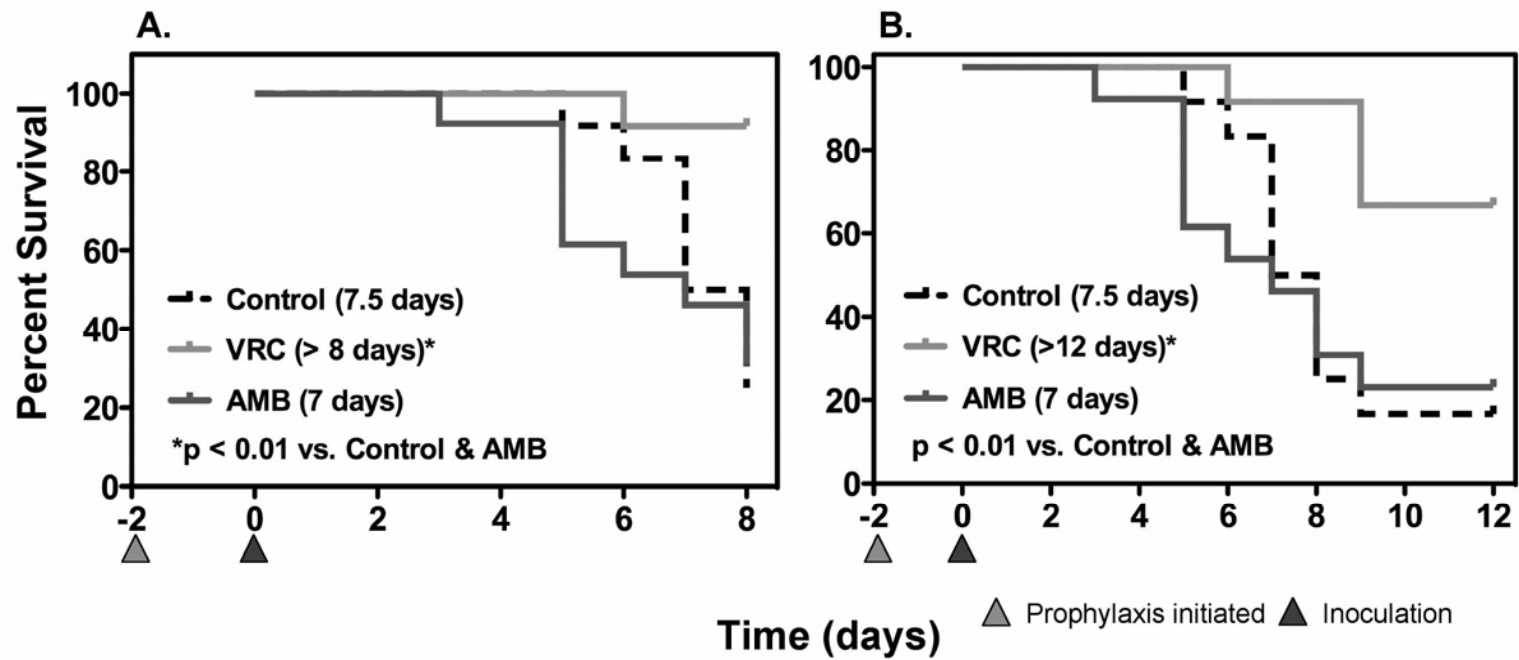 A.
B.
Percent Survival
100
80
60
40
20
0
-2 0 2 4 6 8
Control (7.5 days)
VRC (> 8 days)*
AMB (7 days)
*p < 0.01 vs. Control & AMB
100
80
60
40
20
0
-2 0 2 4 6 8 10 12
Control (7.5 days)
VRC (>12 days)*
AMB (7 days)
p < 0.01 vs. Control & AMB
Time (days)
Prophylaxis initiated Inoculation